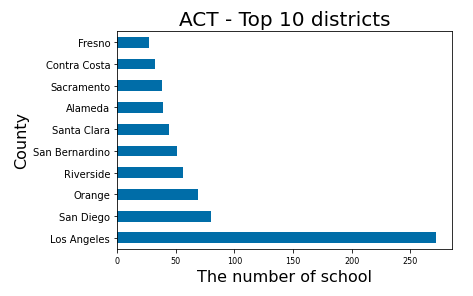 ACT - Top 10 districts
Fresno
Contra Costa
Sacramento
Alameda
Santa Clara
San Bernardino
Riverside
Orange
San Diego
Los Angeles
County
0 50 100 150 200 250
The number of school